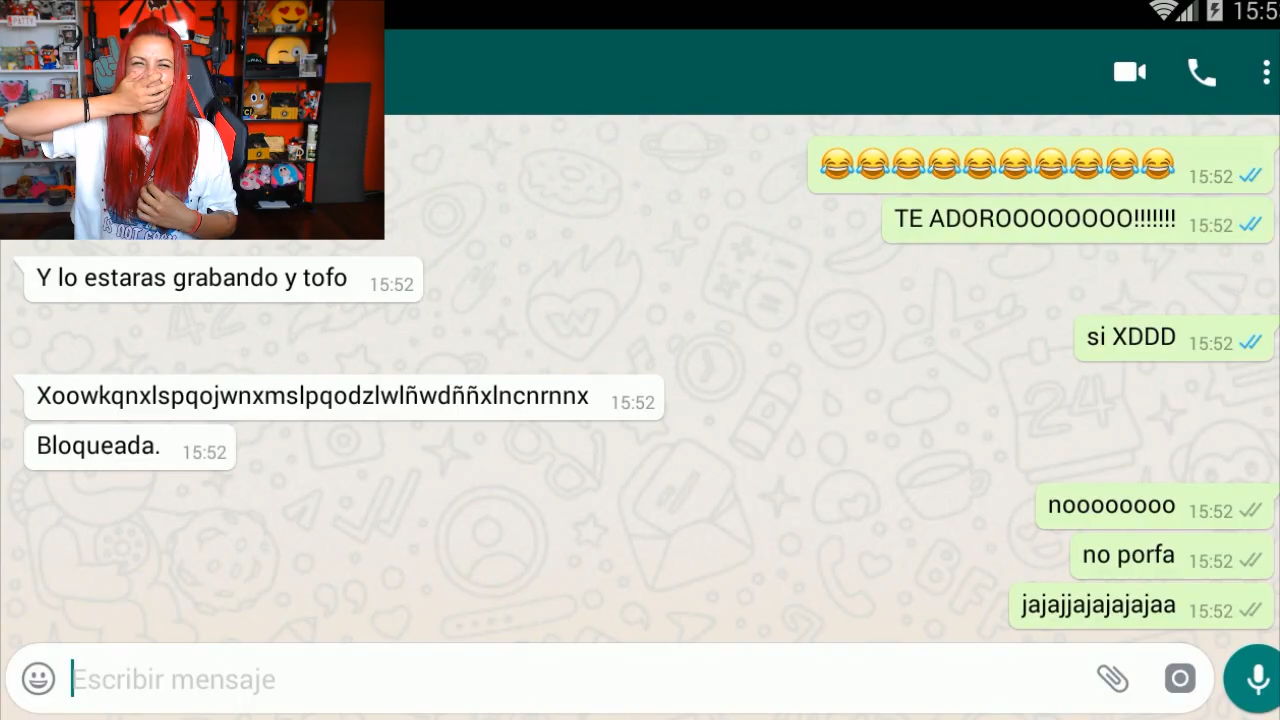 15:5
😂😂😂😂😂😂😂😂😂😂 15:52
TE ADOROOOOOOOO!!!!!!! 15:52
Y lo estaras grabando y tofo 15:52
si XDDD 15:52
Xoowkqnxlspqojwnxmslpqodzlwlñwdññxlncnrnnx 15:52
Bloqueada. 15:52
noooooooo 15:52
no porfa 15:52
jajajjajajajajaa 15:52
Escribir mensaje